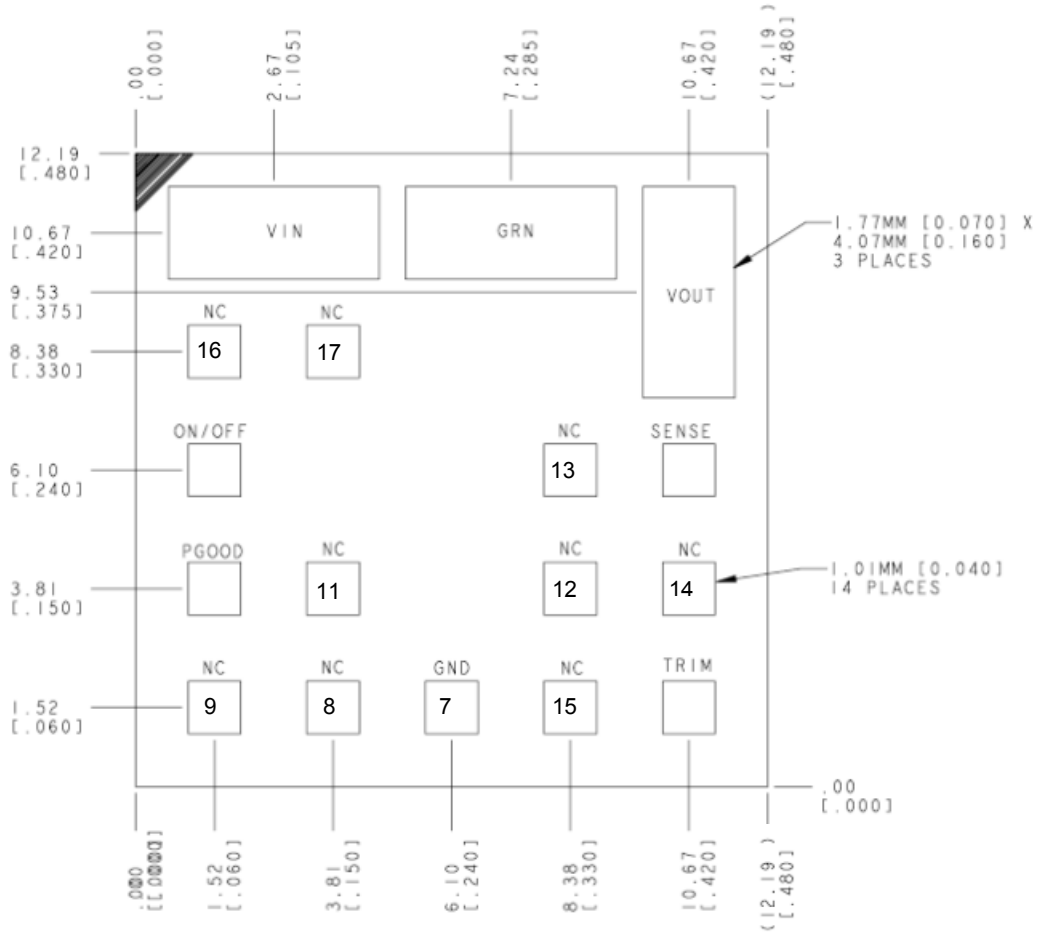 .00
[.000]
2.67
[.105]
7.24
[.285]
10.67
[.420]
(12.19 )
[.480]
12.19
[.480]
10.67
[.420]
VIN
GRN
1.77MM [0.070] X
4.07MM [0.160]
3 PLACES
9.53
[.375]
VOUT
NC
NC
8.38
[.330]
16
17
ON/OFF
NC
SENSE
6.10
[.240]
13
PGOOD
NC
NC
NC
3.81
[.150]
11
12
14
1.01MM [0.040]
14 PLACES
NC
NC
GND
NC
TRIM
1.52
[.060]
9
8
7
15
.00
[.000]
1.52
[.060]
3.81
[.150]
6.10
[.240]
8.38
[.330]
10.67
[.420]
(12.19 )
[.480]